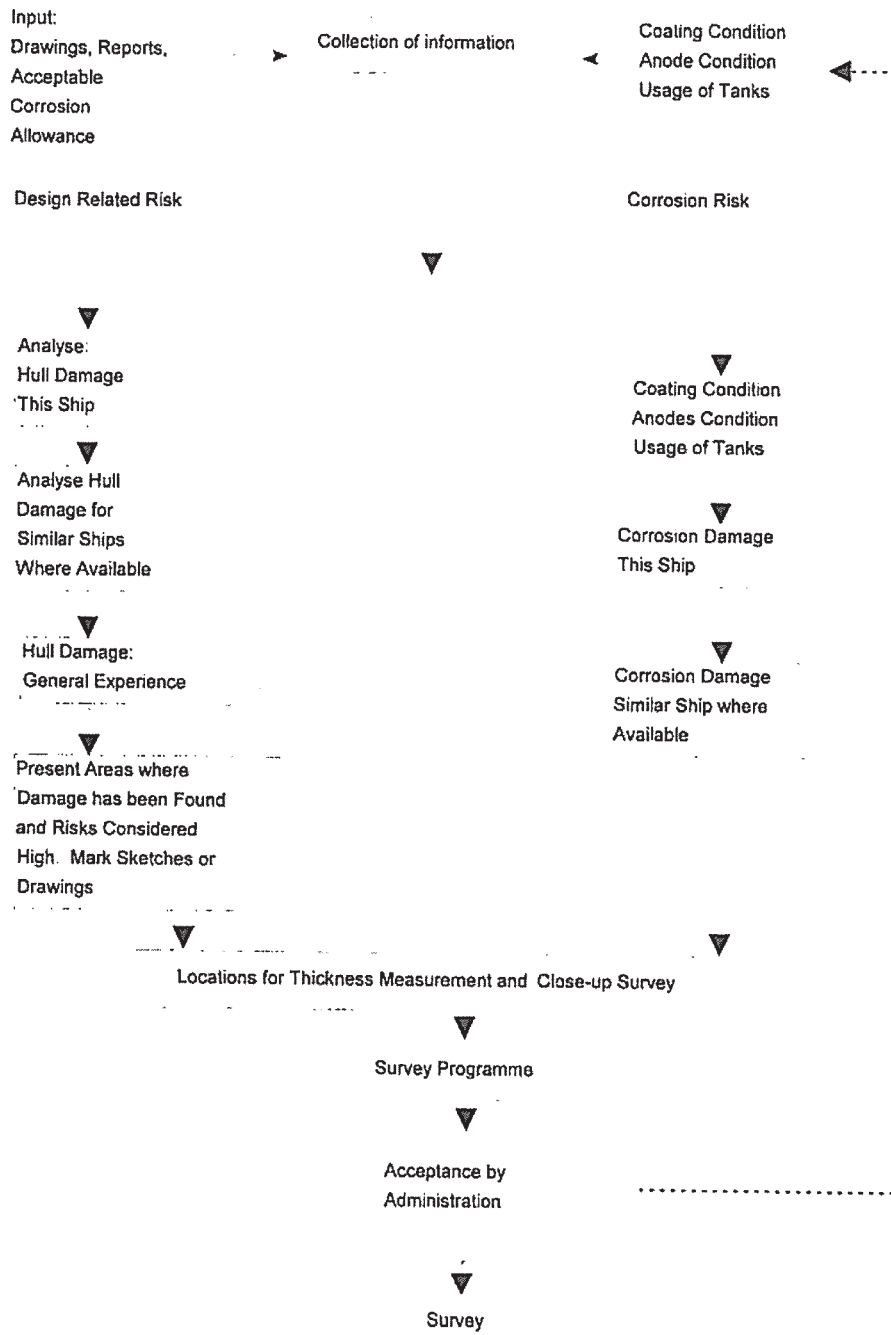 Input:
Drawings, Reports,
Acceptable
Corrosion
Allowance
Collection of information
Coating Condition
Anode Condition
Usage of Tanks
Design Related Risk
Corrosion Risk
Analyse:
Hull Damage
This Ship
Analyse Hull
Damage for
Similar Ships
Where Available
Hull Damage:
General Experience
Present Areas where
Damage has been Found
and Risks Considered
High. Mark Sketches or
Drawings
Coating Condition
Anodes Condition
Usage of Tanks
Corrosion Damage
This Ship
Corrosion Damage
Similar Ship where
Available
Locations for Thickness Measurement and Close-up Survey
Survey Programme
Acceptance by
Administration
Survey